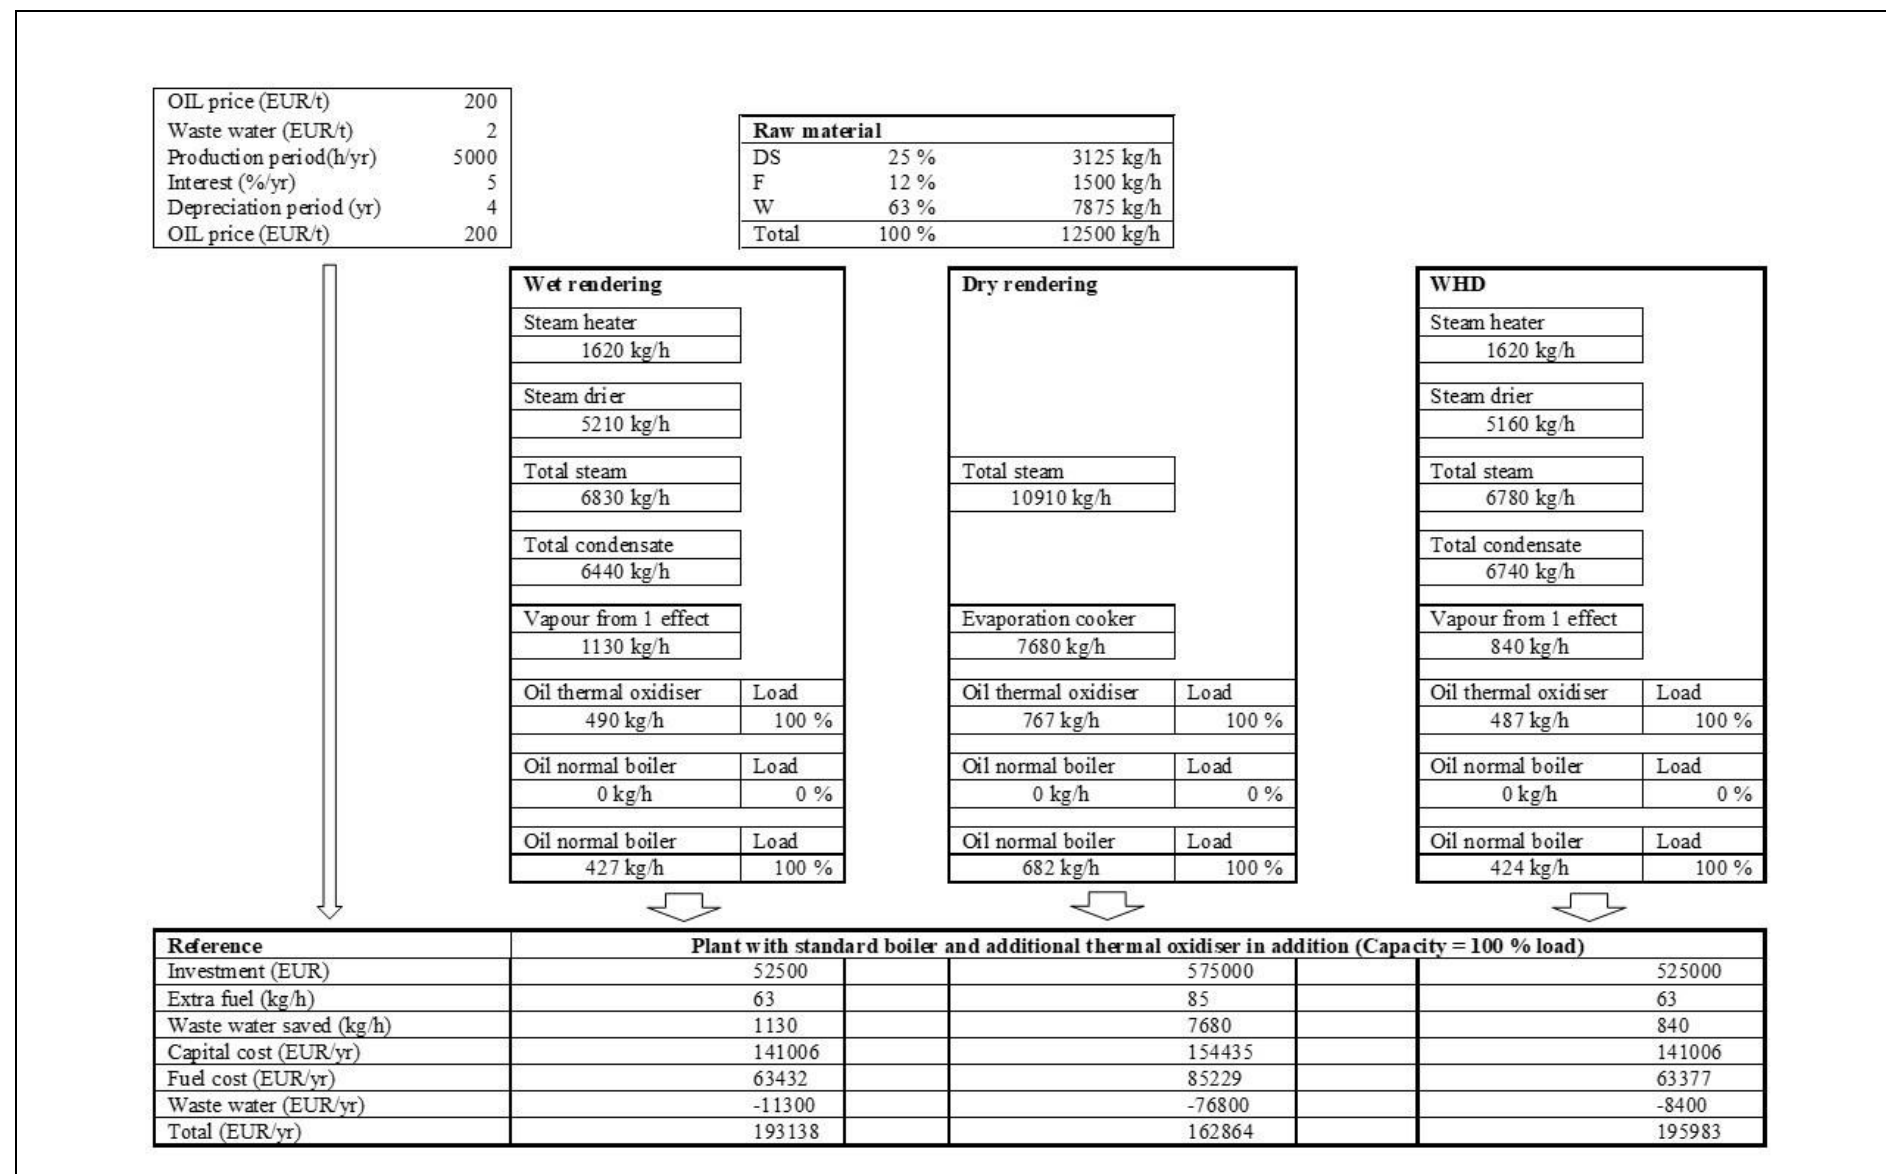 OIL price (EUR/t) 200
Waste water (EUR/t) 2
Production period(h/yr) 5000
Interest (%/yr) 5
Depreciation period (yr) 4
OIL price (EUR/t) 200
Raw material
DS 25 % 3125 kg/h
F 12 % 1500 kg/h
W 63 % 7875 kg/h
Total 100 % 12500 kg/h
Wet rendering
Steam heater
1620 kg/h
Steam drier
5210 kg/h
Total steam
6830 kg/h
Total condensate
6440 kg/h
Vapour from 1 effect
1130 kg/h
Oil thermal oxidiser Load
490 kg/h 100 %
Oil normal boiler Load
0 kg/h 0 %
Oil normal boiler Load
427 kg/h 100 %
Dry rendering
Total steam
10910 kg/h
Evaporation cooker
7680 kg/h
Oil thermal oxidiser Load
767 kg/h 100 %
Oil normal boiler Load
0 kg/h 0 %
Oil normal boiler Load
682 kg/h 100 %
WHD
Steam heater
1620 kg/h
Steam drier
5160 kg/h
Total steam
6780 kg/h
Total condensate
6740 kg/h
Vapour from 1 effect
840 kg/h
Oil thermal oxidiser Load
487 kg/h 100 %
Oil normal boiler Load
0 kg/h 0 %
Oil normal boiler Load
424 kg/h 100 %
Reference Plant with standard boiler and additional thermal oxidiser in addition (Capacity = 100 % load)
Investment (EUR) 52500 575000 525000
Extra fuel (kg/h) 63 85 63
Waste water saved (kg/h) 1130 7680 840
Capital cost (EUR/yr) 141006 154435 141006
Fuel cost (EUR/yr) 63432 85229 63377
Waste water (EUR/yr) -11300 -76800 -8400
Total (EUR/yr) 193138 162864 195983